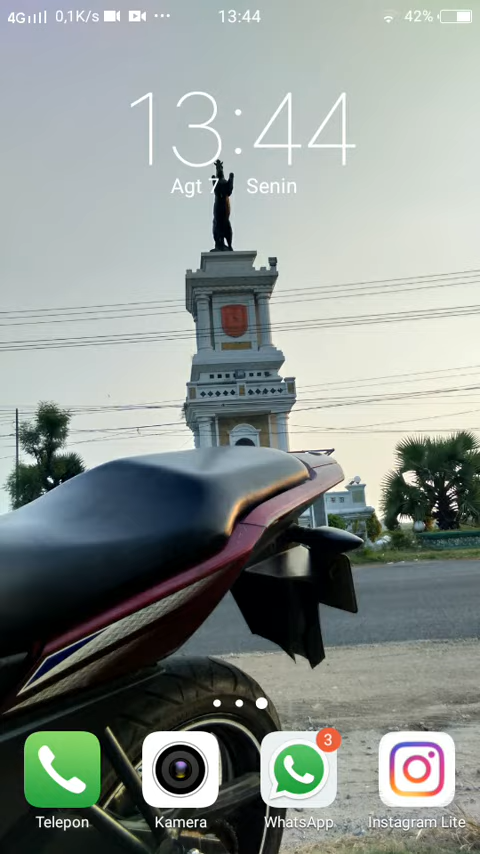 4G 0,1K/s 13:44 42%
13:44
Agt 7 Senin
3
Telepon Kamera WhatsApp Instagram Lite